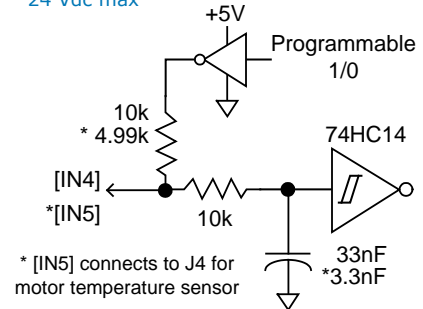 24 Vdc max
+5V
Programmable
1/0
10k
* 4.99k
74HC14
[IN4]
*[IN5]
10k
33nF
*3.3nF
* [IN5] connects to J4 for
motor temperature sensor